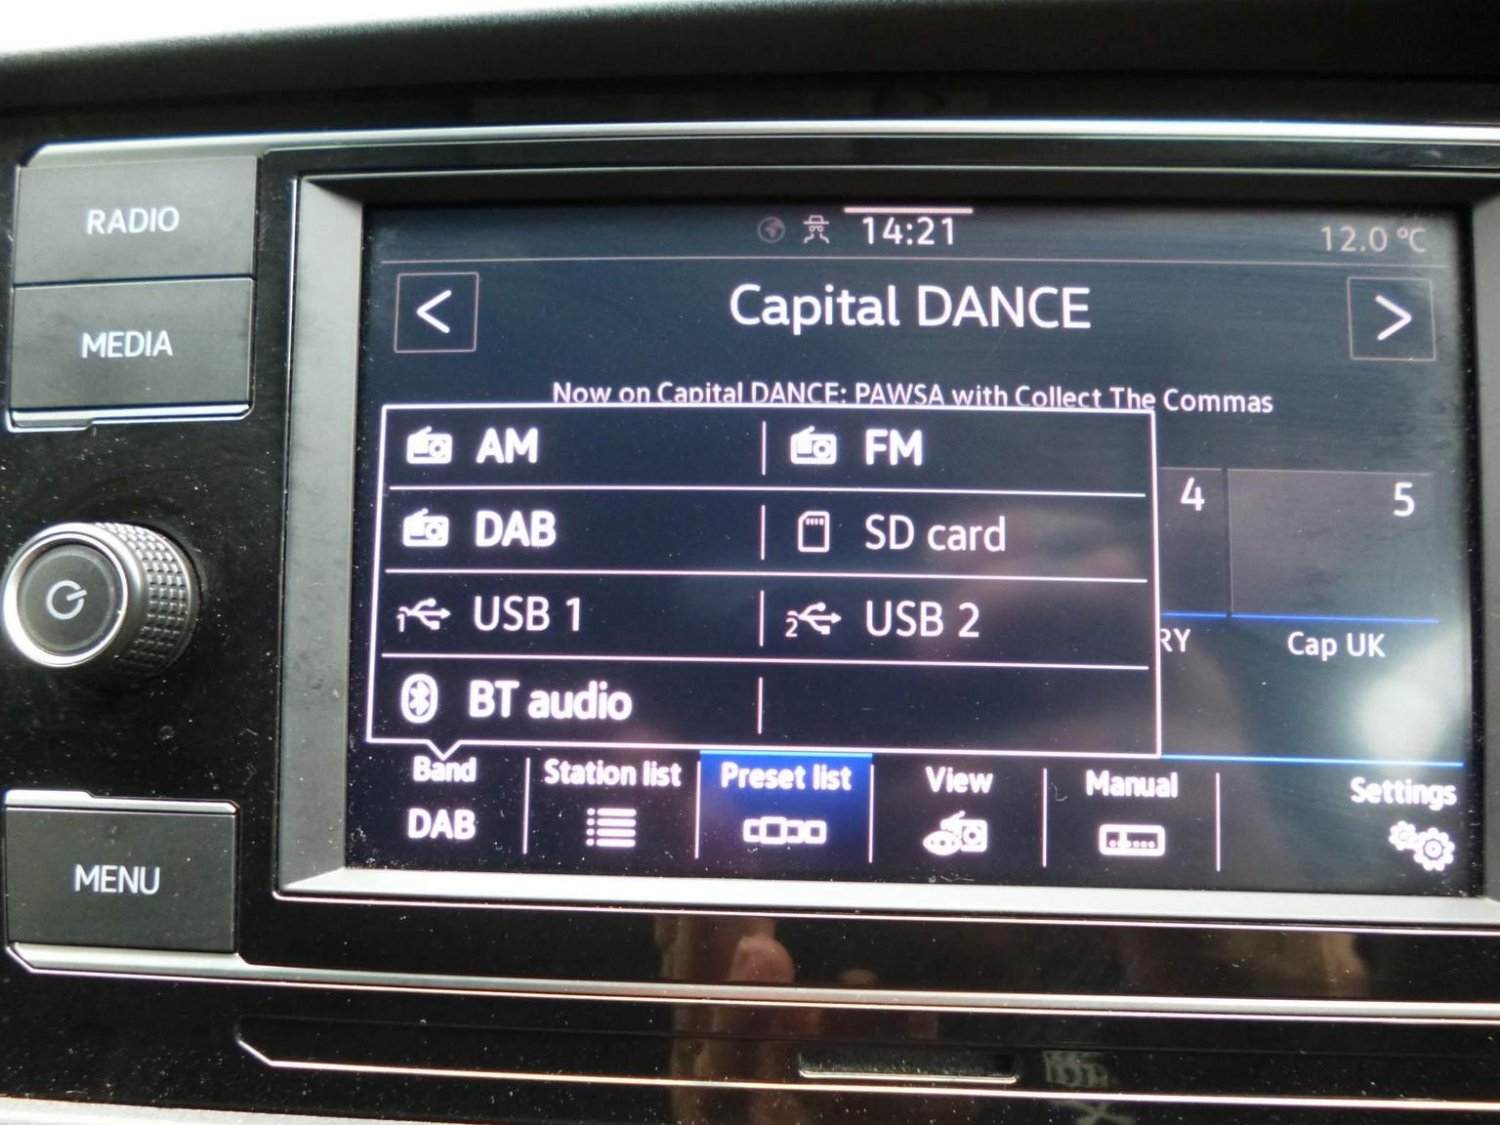 RADIO
MEDIA
MENU
14:21
12.0 °C
< Capital DANCE >
Now on Capital DANCE: PAWSA with Collect The Commas
AM FM
DAB SD card
1 USB 1 2 USB 2
BT audio
4 5
RY Cap UK
Band Station list Preset list View Manual Settings
DAB